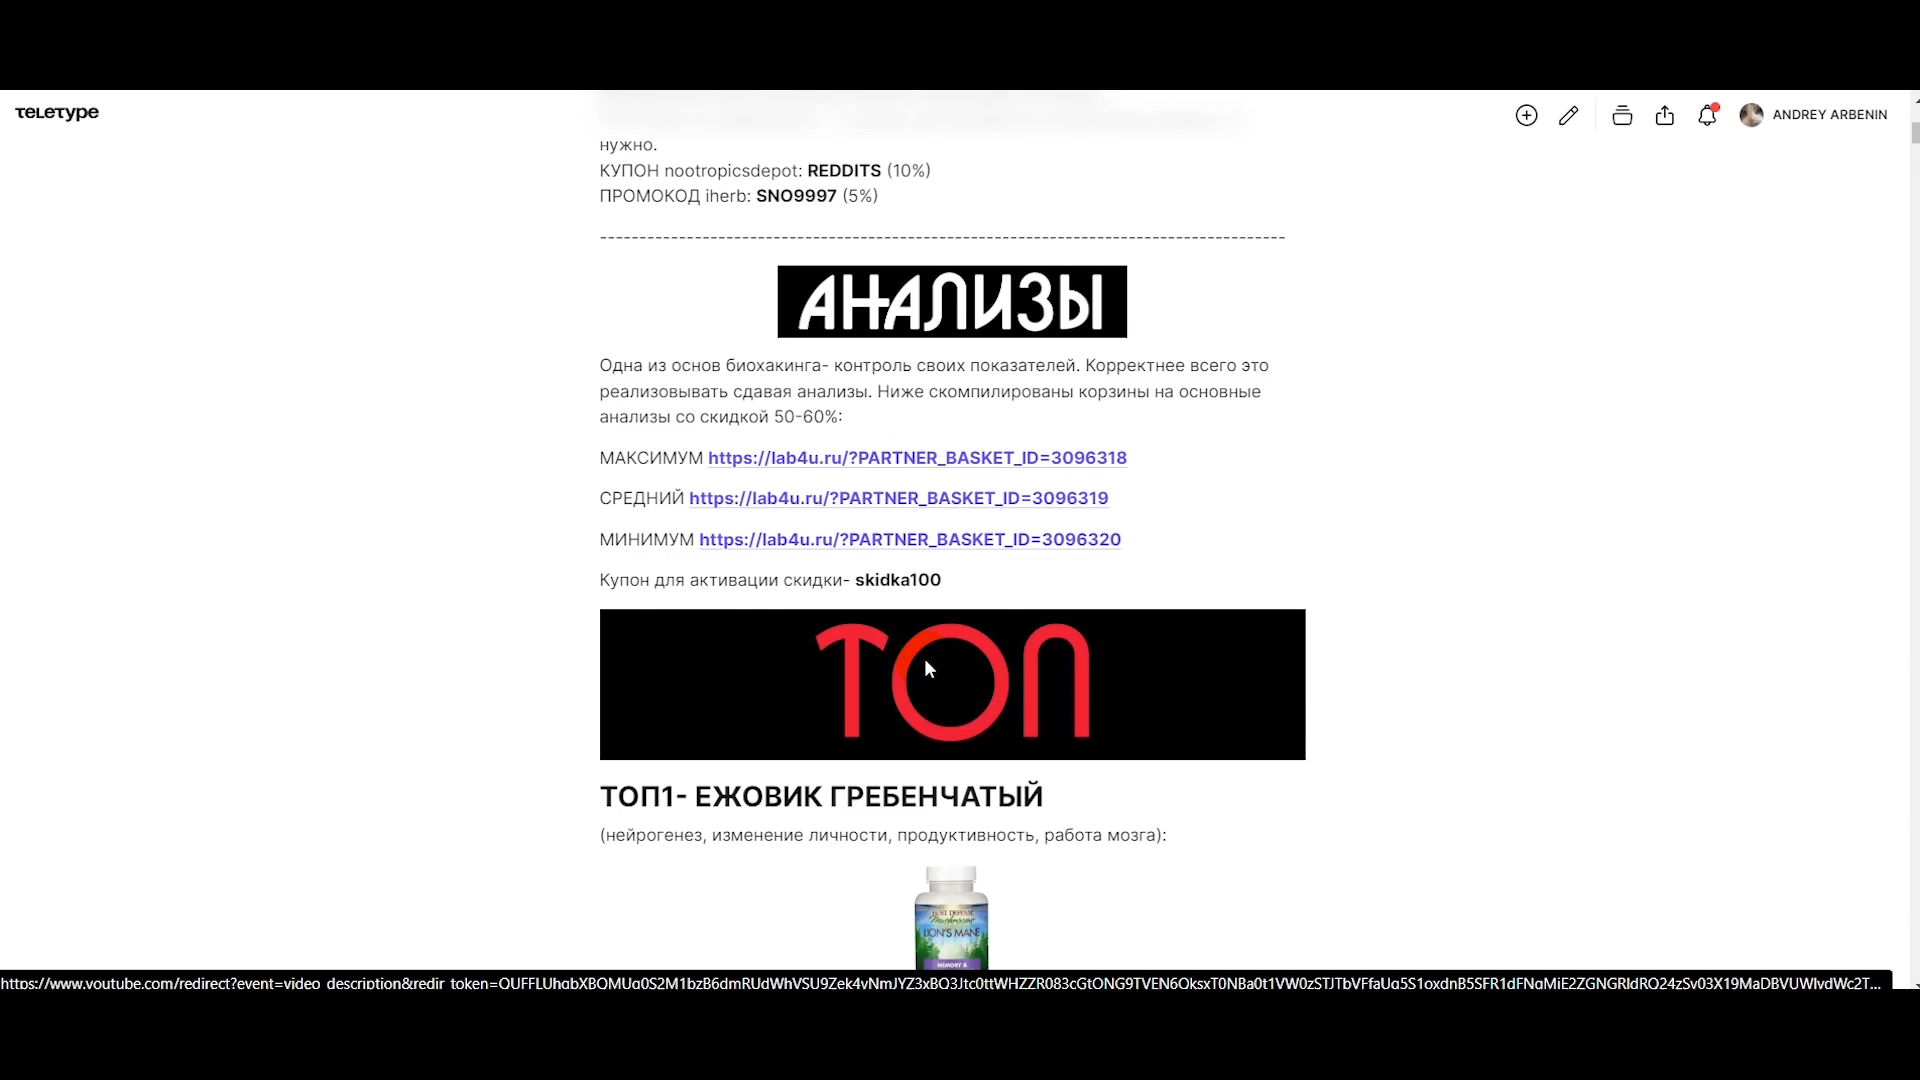 TELETYPE
ANDREY ARBENIN
нужно.
КУПОН nootropicsdepot: REDDITS (10%)
ПРОМОКОД iherb: SNO9997 (5%)
АНАЛИЗЫ
Одна из основ биохакинга- контроль своих показателей. Корректнее всего это
реализовывать сдавая анализы. Ниже скомпилированы корзины на основные
анализы со скидкой 50-60%:
МАКСИМУМ https://lab4u.ru/?PARTNER_BASKET_ID=3096318
СРЕДНИЙ https://lab4u.ru/?PARTNER_BASKET_ID=3096319
МИНИМУМ https://lab4u.ru/?PARTNER_BASKET_ID=3096320
Купон для активации скидки- skidka100
ТОП
ТОП1- ЕЖОВИК ГРЕБЕНЧАТЫЙ
(нейрогенез, изменение личности, продуктивность, работа мозга):
HOST DEFENSE
Mushrooms
LION'S MANE
MEMORY &
https://www.youtube.com/redirect?event=video_description&redir_token=